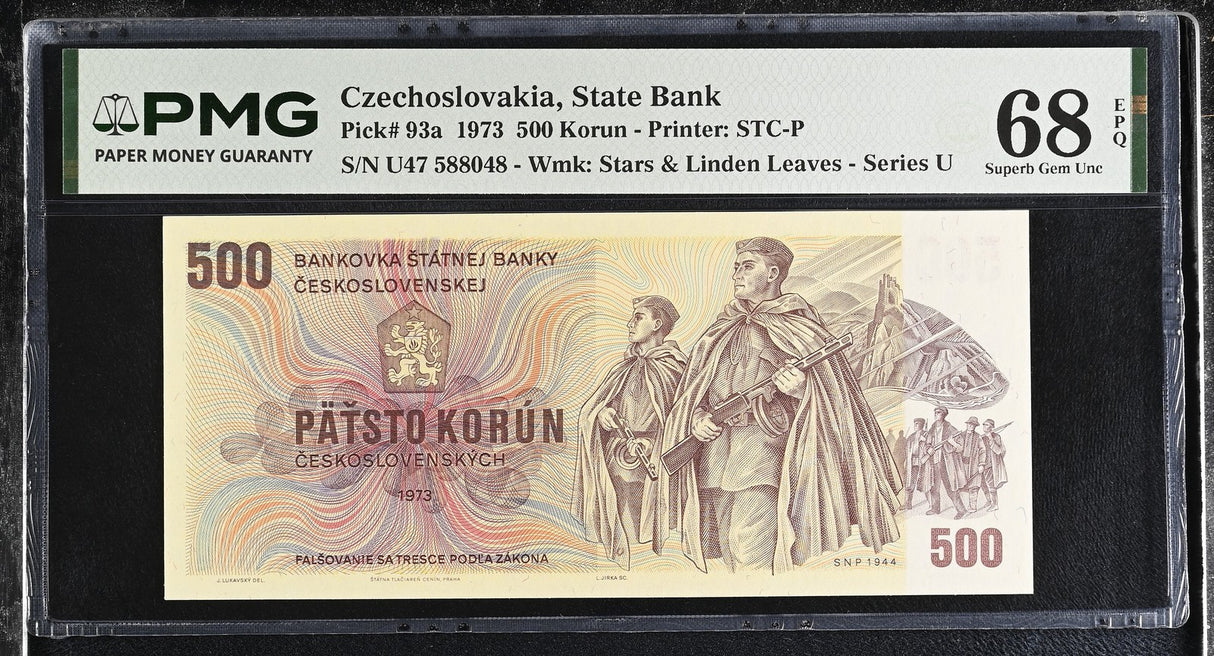 PMG
PAPER MONEY GUARANTY
Czechoslovakia, State Bank
Pick# 93a 1973 500 Korun - Printer: STC-P
S/N U47 588048 - Wmk: Stars & Linden Leaves - Series U
68
EPQ
Superb Gem Unc
500
BANKOVKA ŠTÁTNEJ BANKY
ČESKOSLOVENSKEJ
PÄŤSTO KORÚN
ČESKOSLOVENSKÝCH
1973
FALŠOVANIE SA TRESCE PODĽA ZÁKONA
J. LUKAVSKÝ DEL.
ŠTÁTNA TLAČIAREŇ CENÍN, PRAHA
L. JIRKA SC.
SNP 1944
500